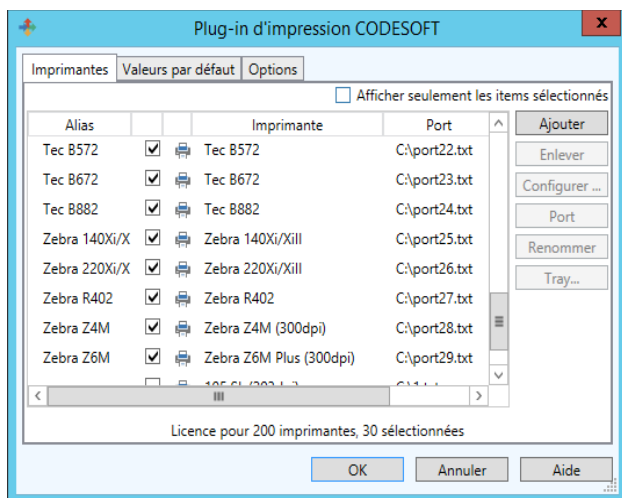 Plug-in d'impression CODESOFT
x
Imprimantes Valeurs par défaut Options
Afficher seulement les items sélectionnés
Alias Imprimante Port
Tec B572 Tec B572 C:\port22.txt
Tec B672 Tec B672 C:\port23.txt
Tec B882 Tec B882 C:\port24.txt
Zebra 140Xi/X Zebra 140Xi/XiII C:\port25.txt
Zebra 220Xi/X Zebra 220Xi/XiII C:\port26.txt
Zebra R402 Zebra R402 C:\port27.txt
Zebra Z4M Zebra Z4M (300dpi) C:\port28.txt
Zebra Z6M Zebra Z6M Plus (300dpi) C:\port29.txt
Ajouter
Enlever
Configurer ...
Port
Renommer
Tray...
Licence pour 200 imprimantes, 30 sélectionnées
OK Annuler Aide